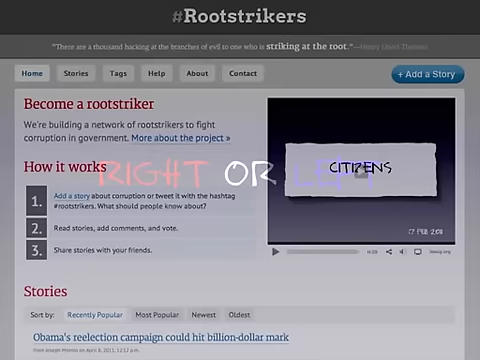 #Rootstrikers
"There are a thousand hacking at the branches of evil to one who is striking at the root."—Henry David Thoreau
Home Stories Tags Help About Contact + Add a Story
Become a rootstriker
We're building a network of rootstrikers to fight
corruption in government. More about the project »
CITIZENS
How it works
RIGHT OR LEFT
1. Add a story about corruption or tweet it with the hashtag
#rootstrikers. What should people know about?
2. Read stories, add comments, and vote.
3. Share stories with your friends.
Stories
Sort by: Recently Popular Most Popular Newest Oldest
Obama's reelection campaign could hit billion-dollar mark